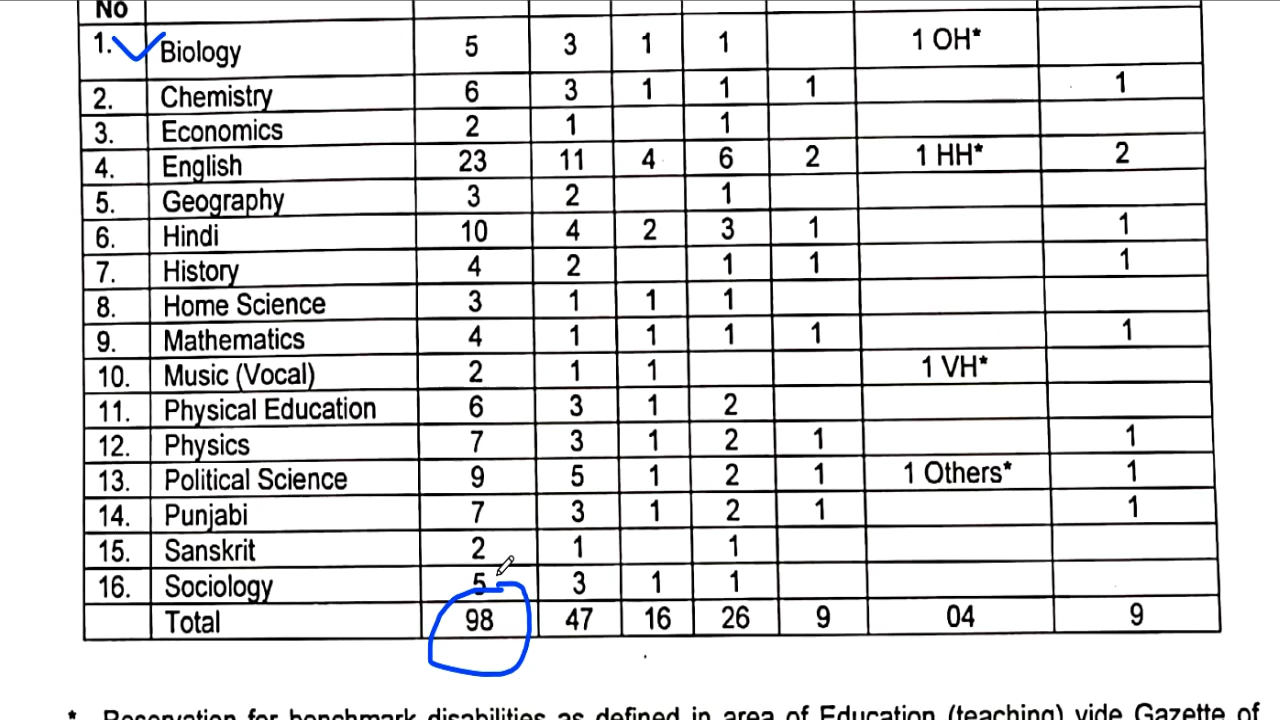 No
1. Biology 5 3 1 1 1 OH*
2. Chemistry 6 3 1 1 1 1
3. Economics 2 1 1
4. English 23 11 4 6 2 1 HH* 2
5. Geography 3 2 1
6. Hindi 10 4 2 3 1 1
7. History 4 2 1 1 1
8. Home Science 3 1 1 1
9. Mathematics 4 1 1 1 1 1
10. Music (Vocal) 2 1 1 1 VH*
11. Physical Education 6 3 1 2
12. Physics 7 3 1 2 1 1
13. Political Science 9 5 1 2 1 1 Others* 1
14. Punjabi 7 3 1 2 1 1
15. Sanskrit 2 1 1
16. Sociology 5 3 1 1
Total 98 47 16 26 9 04 9
* Reservation for benchmark disabilities as defined in area of Education (teaching) vide Gazette of